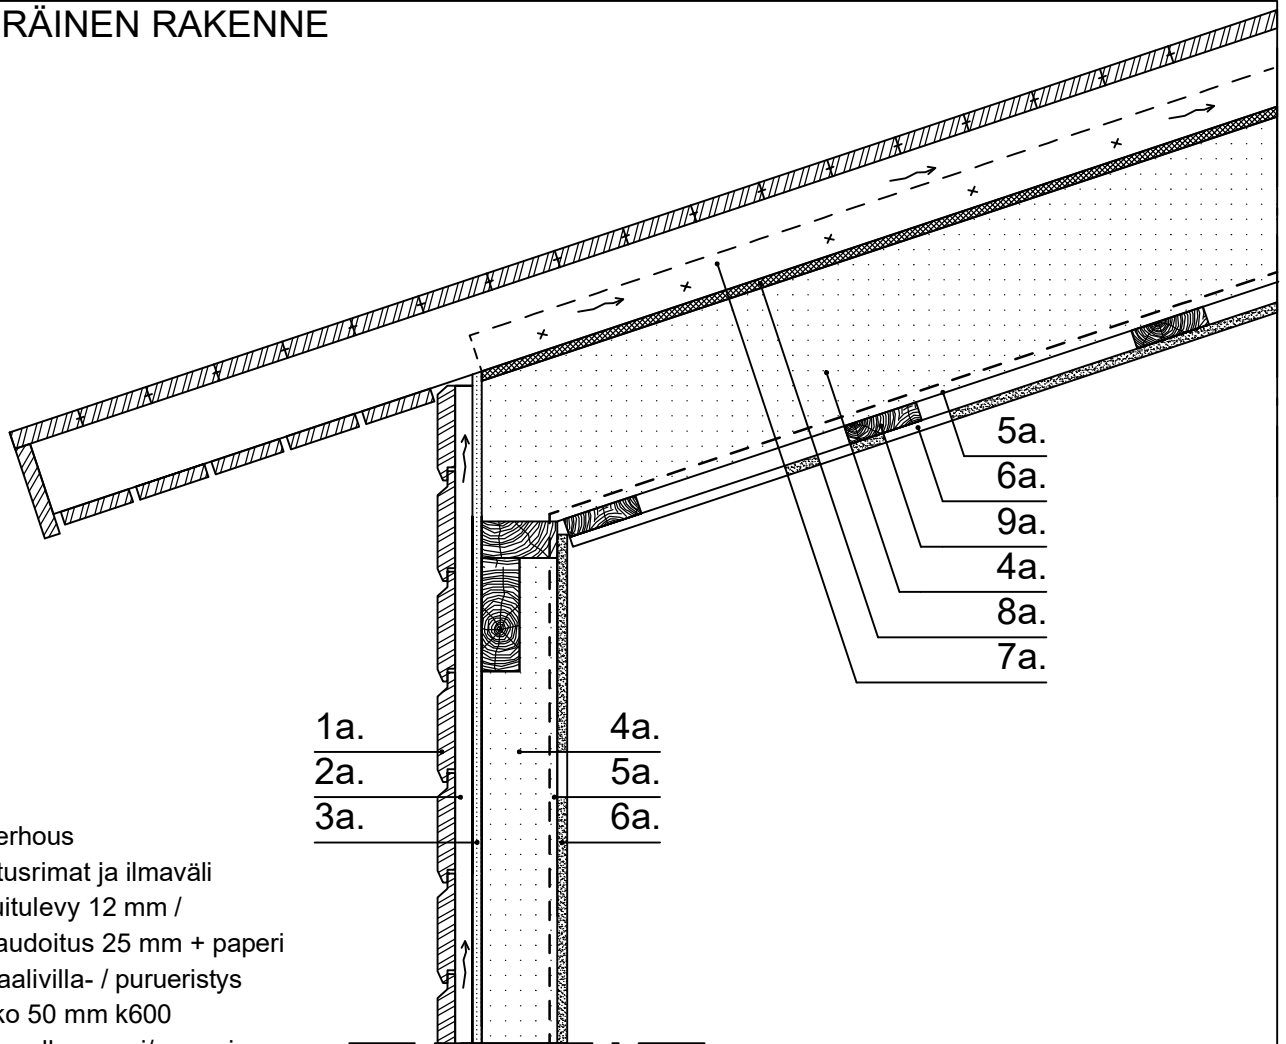 RÄINEN RAKENNE
5a.
6a.
9a.
4a.
8a.
7a.
1a.
2a.
3a.
4a.
5a.
6a.
erhous
tusrimat ja ilmaväli
uitulevy 12 mm /
audoitus 25 mm + paperi
aalivilla- / purueristys
ko 50 mm k600